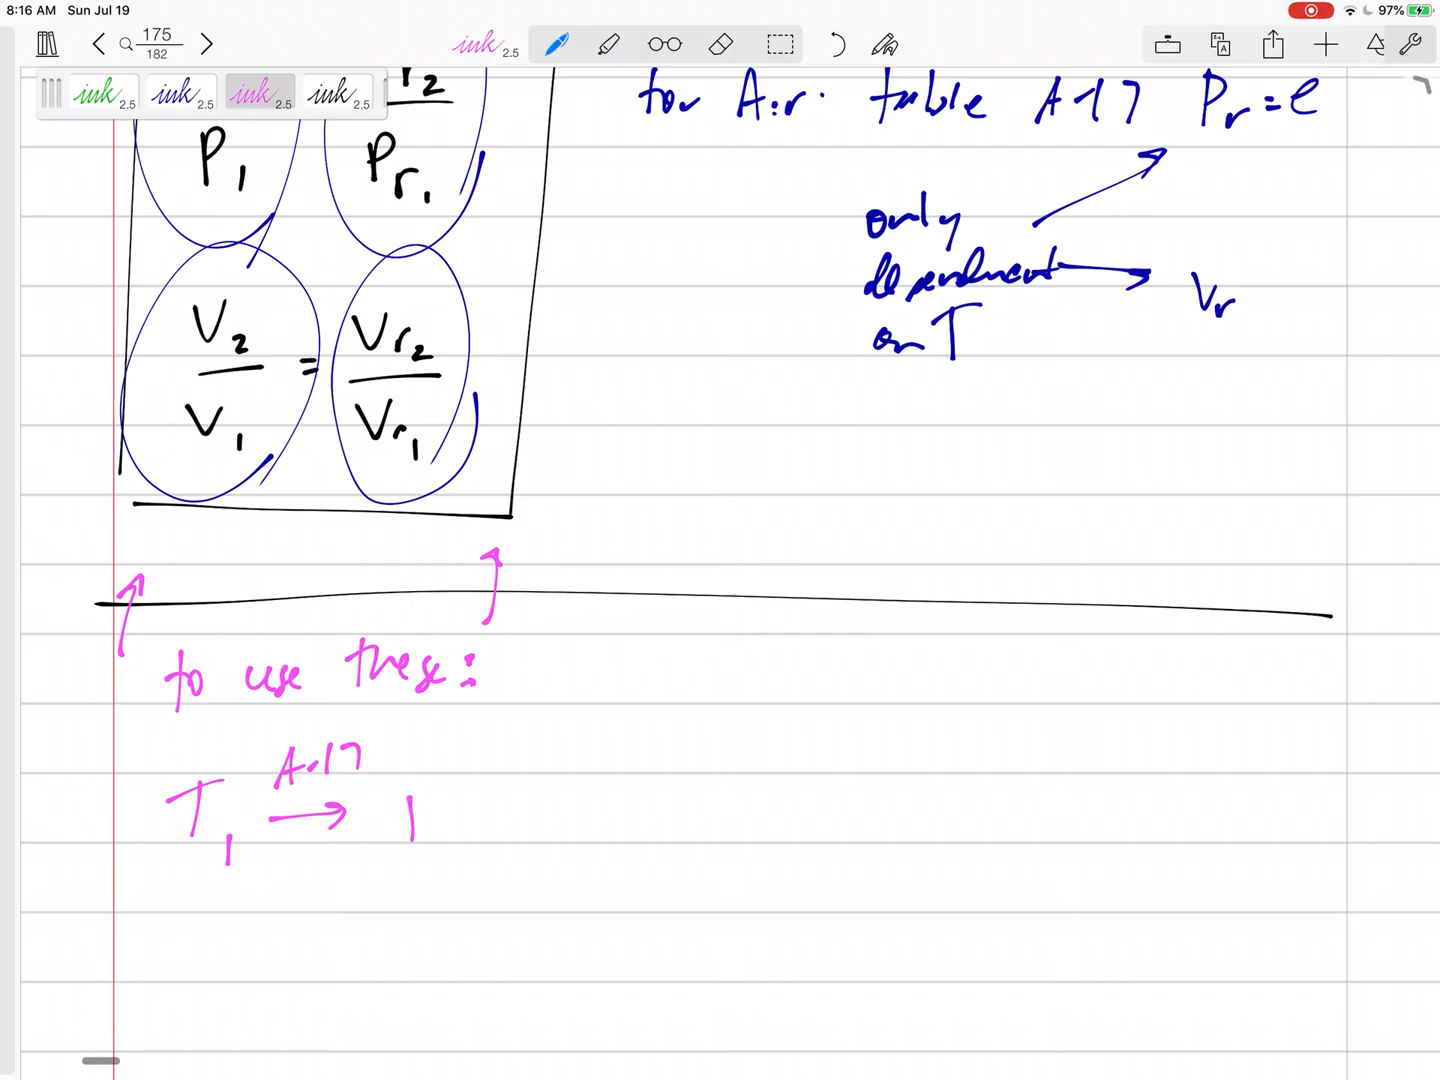 8:16 AM Sun Jul 19
97%
175
182
ink 2.5
ink 2.5 ink 2.5 ink 2.5 ink 2.5
r2
P1 Pr1
for Air table A-17 Pr = e
only
dependent
on T
Vr
V2 = Vr2
V1 Vr1
to use these:
A-17
T1 → 1